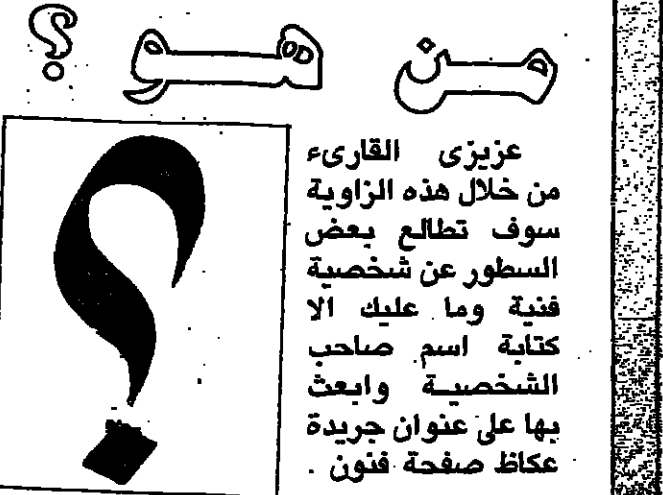 من هو ؟
عزيزى القارىء
من خلال هذه الزاوية
سوف تطالع بعض
السطور عن شخصية
فنية وما عليك الا
كتابة اسم صاحب
الشخصية وابعث
بها على عنوان جريدة
عكاظ صفحة فنون .
؟